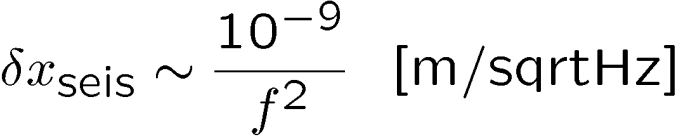 δx_seis ~ 10^{-9} / f^2 [m/sqrtHz]